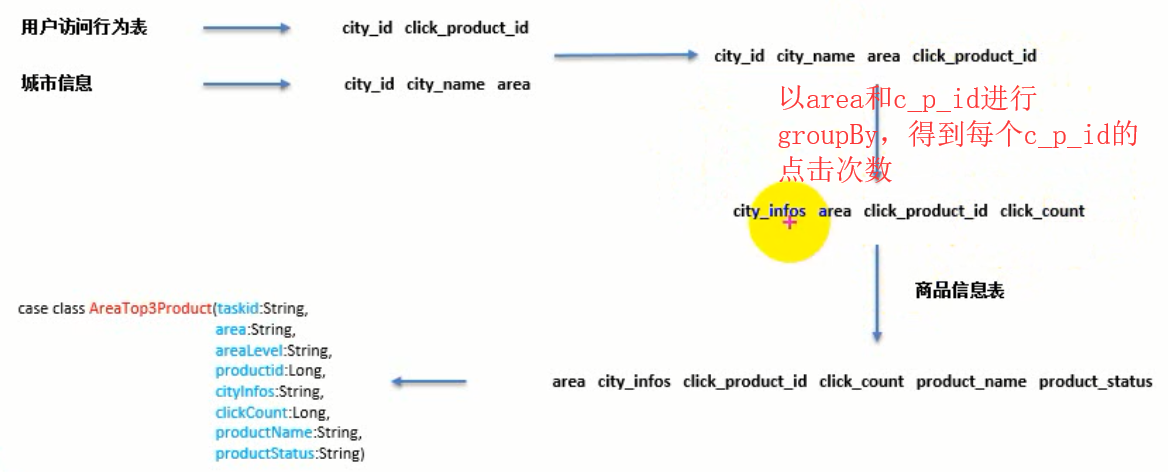 用户访问行为表 city_id click_product_id
城市信息 city_id city_name area
city_id city_name area click_product_id
以area和c_p_id进行
groupBy，得到每个c_p_id的
点击次数
city_infos area click_product_id click_count
商品信息表
area city_infos click_product_id click_count product_name product_status
case class AreaTop3Product(taskid:String,
area:String,
areaLevel:String,
productid:Long,
cityInfos:String,
clickCount:Long,
productName:String,
productStatus:String)